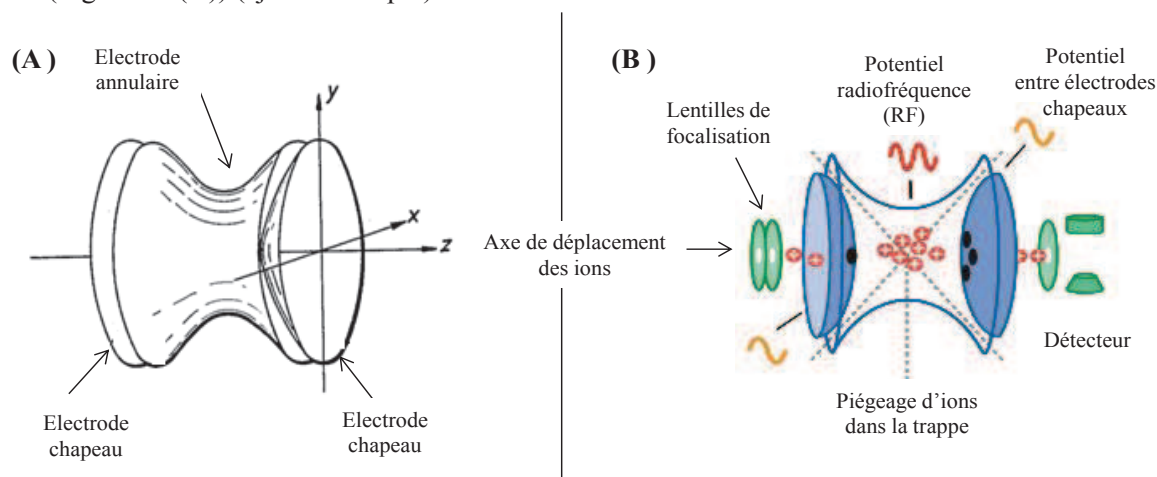 (A)
Electrode
annulaire
y
x
z
Electrode
chapeau
Electrode
chapeau
Axe de déplacement
des ions
(B)
Lentilles de
focalisation
Potentiel
radiofréquence
(RF)
Potentiel
entre électrodes
chapeaux
Détecteur
Piégeage d’ions
dans la trappe